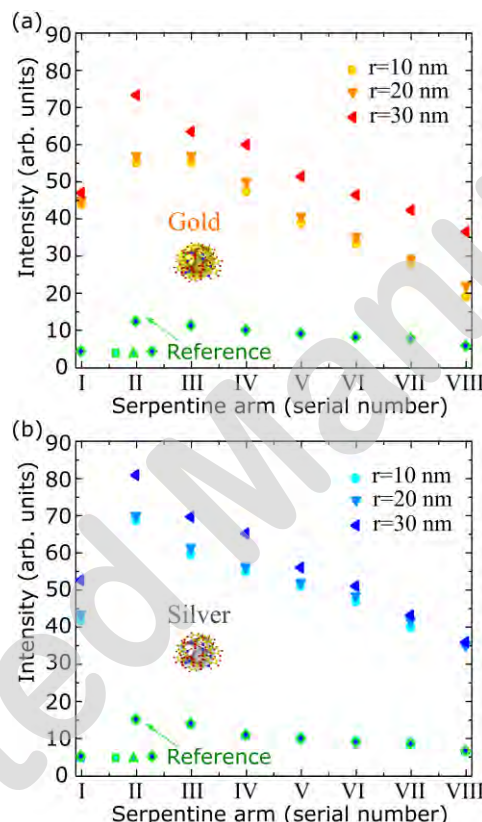 (a)
90
80
70
60
50
40
30
20
10
0
Intensity (arb. units)
r=10 nm
r=20 nm
r=30 nm
Gold
Reference
I II III IV V VI VII VIII
Serpentine arm (serial number)
(b)
90
80
70
60
50
40
30
20
10
0
Intensity (arb. units)
r=10 nm
r=20 nm
r=30 nm
Silver
Reference
I II III IV V VI VII VIII
Serpentine arm (serial number)
ted Manu